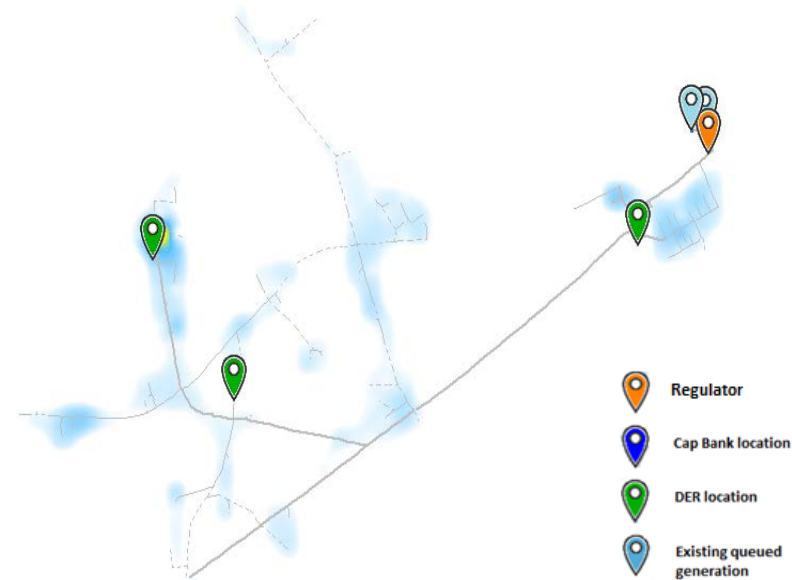 Regulator
Cap Bank location
DER location
Existing queued
generation